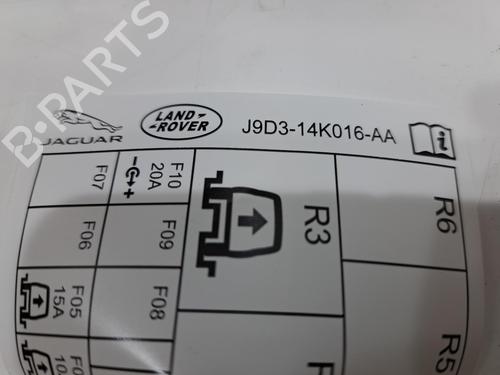 B-PARTS
JAGUAR
LAND ROVER
J9D3-14K016-AA
F07
F10
20A
R3
R6
F06
F09
F05
15A
F08
R5